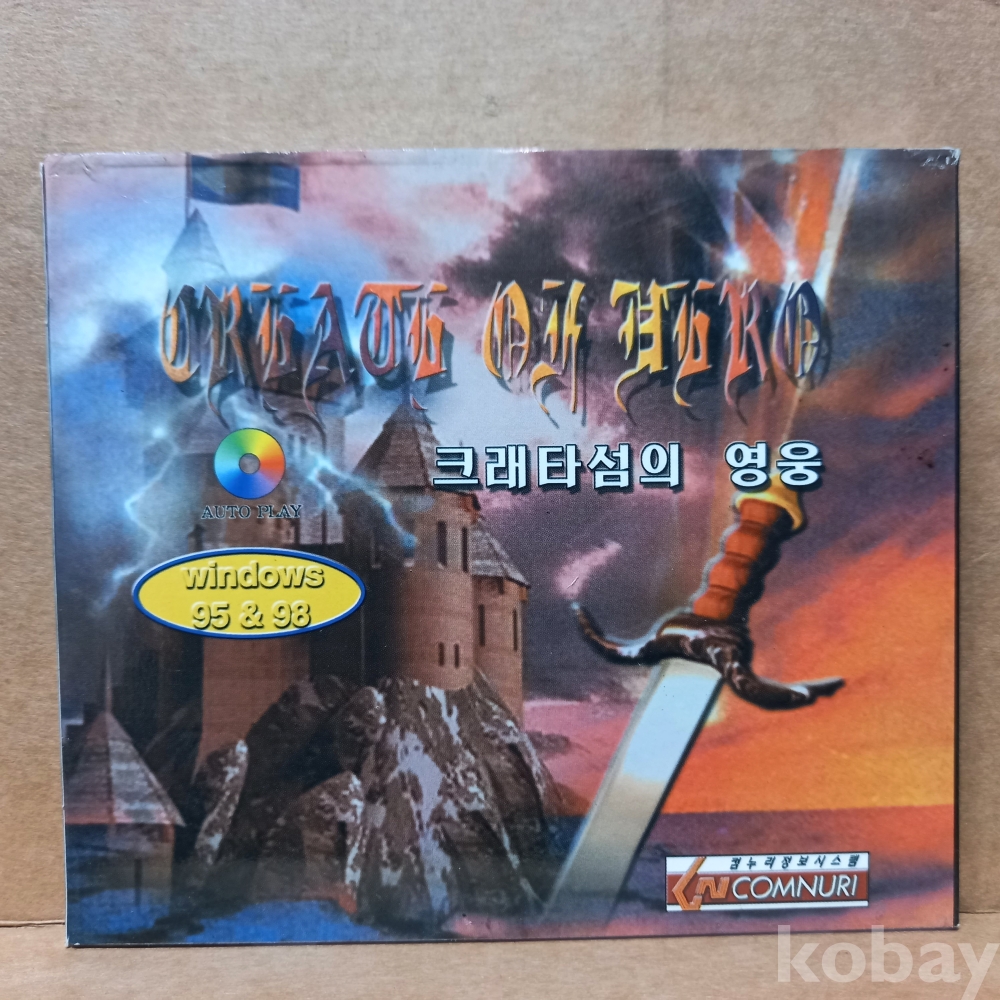 CREATE OF HERO
크래타섬의 영웅
AUTO PLAY
windows
95 & 98
컴누리정보시스템
COMNURI
kobay